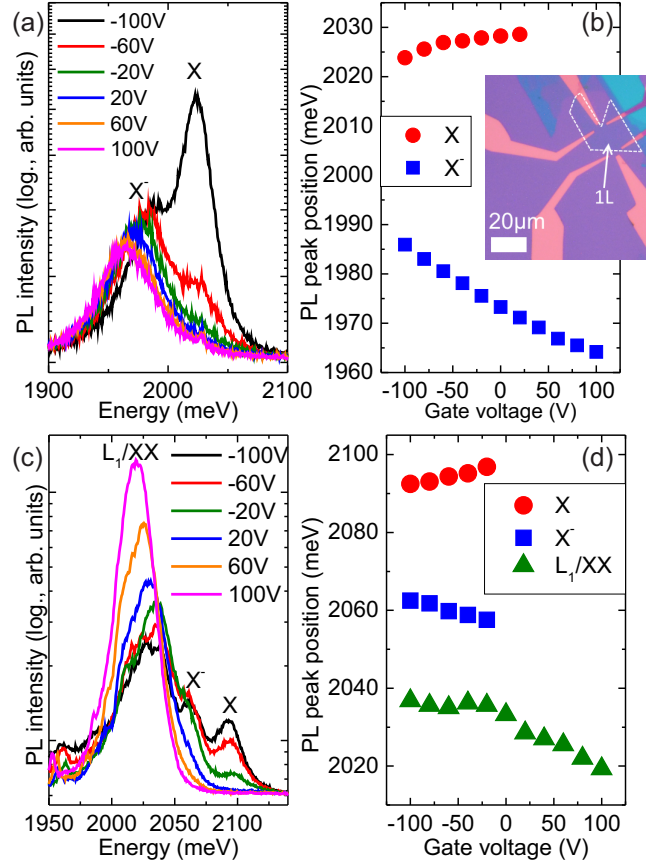 (a)
-100V
-60V
-20V
20V
60V
100V
X
X⁻
PL intensity (log., arb. units)
1900 2000 2100
Energy (meV)
(b)
2030
2020
2010
2000
1990
1980
1970
1960
PL peak position (meV)
X
X⁻
1L
20μm
-100 -50 0 50 100
Gate voltage (V)
(c)
L₁/XX
-100V
-60V
-20V
20V
60V
100V
X⁻
X
PL intensity (log., arb. units)
1950 2000 2050 2100
Energy (meV)
(d)
2100
2080
2060
2040
2020
PL peak position (meV)
X
X⁻
L₁/XX
-100 -50 0 50 100
Gate voltage (V)